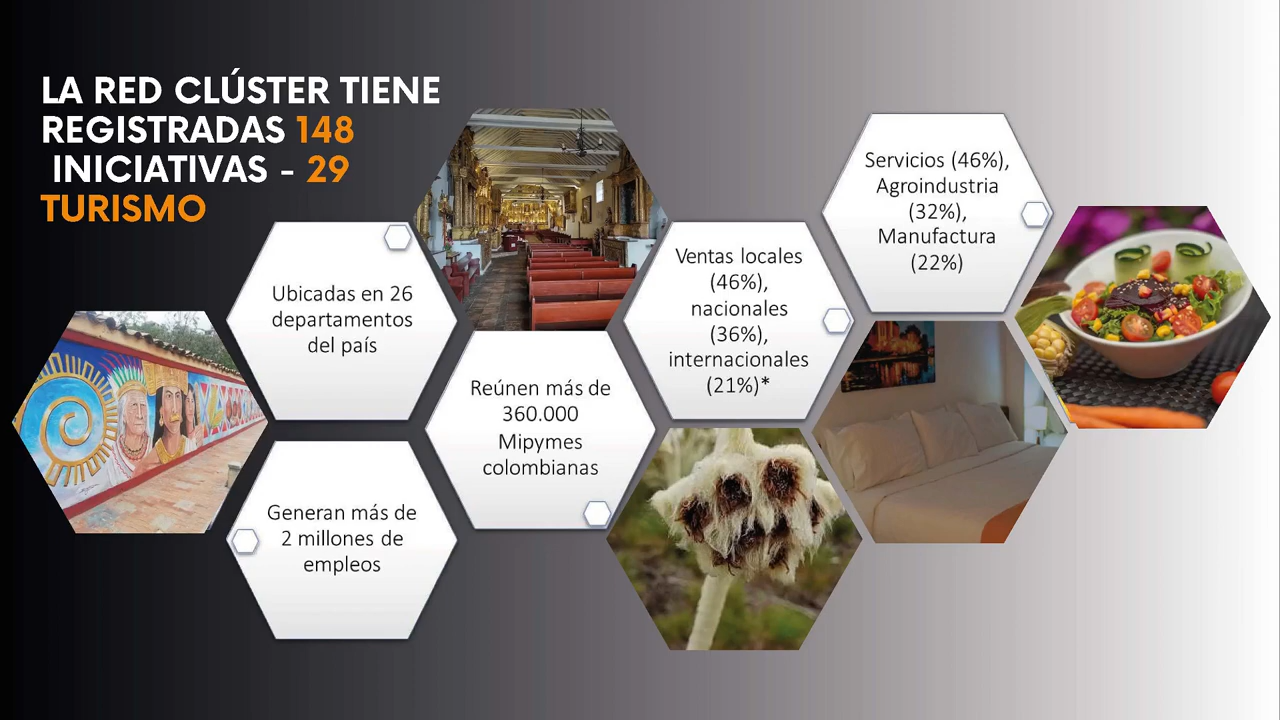 LA RED CLÚSTER TIENE
REGISTRADAS 148
INICIATIVAS - 29
TURISMO
Ubicadas en 26
departamentos
del país
Generan más de
2 millones de
empleos
Reúnen más de
360.000
Mipymes
colombianas
Ventas locales
(46%),
nacionales
(36%),
internacionales
(21%)*
Servicios (46%),
Agroindustria
(32%),
Manufactura
(22%)